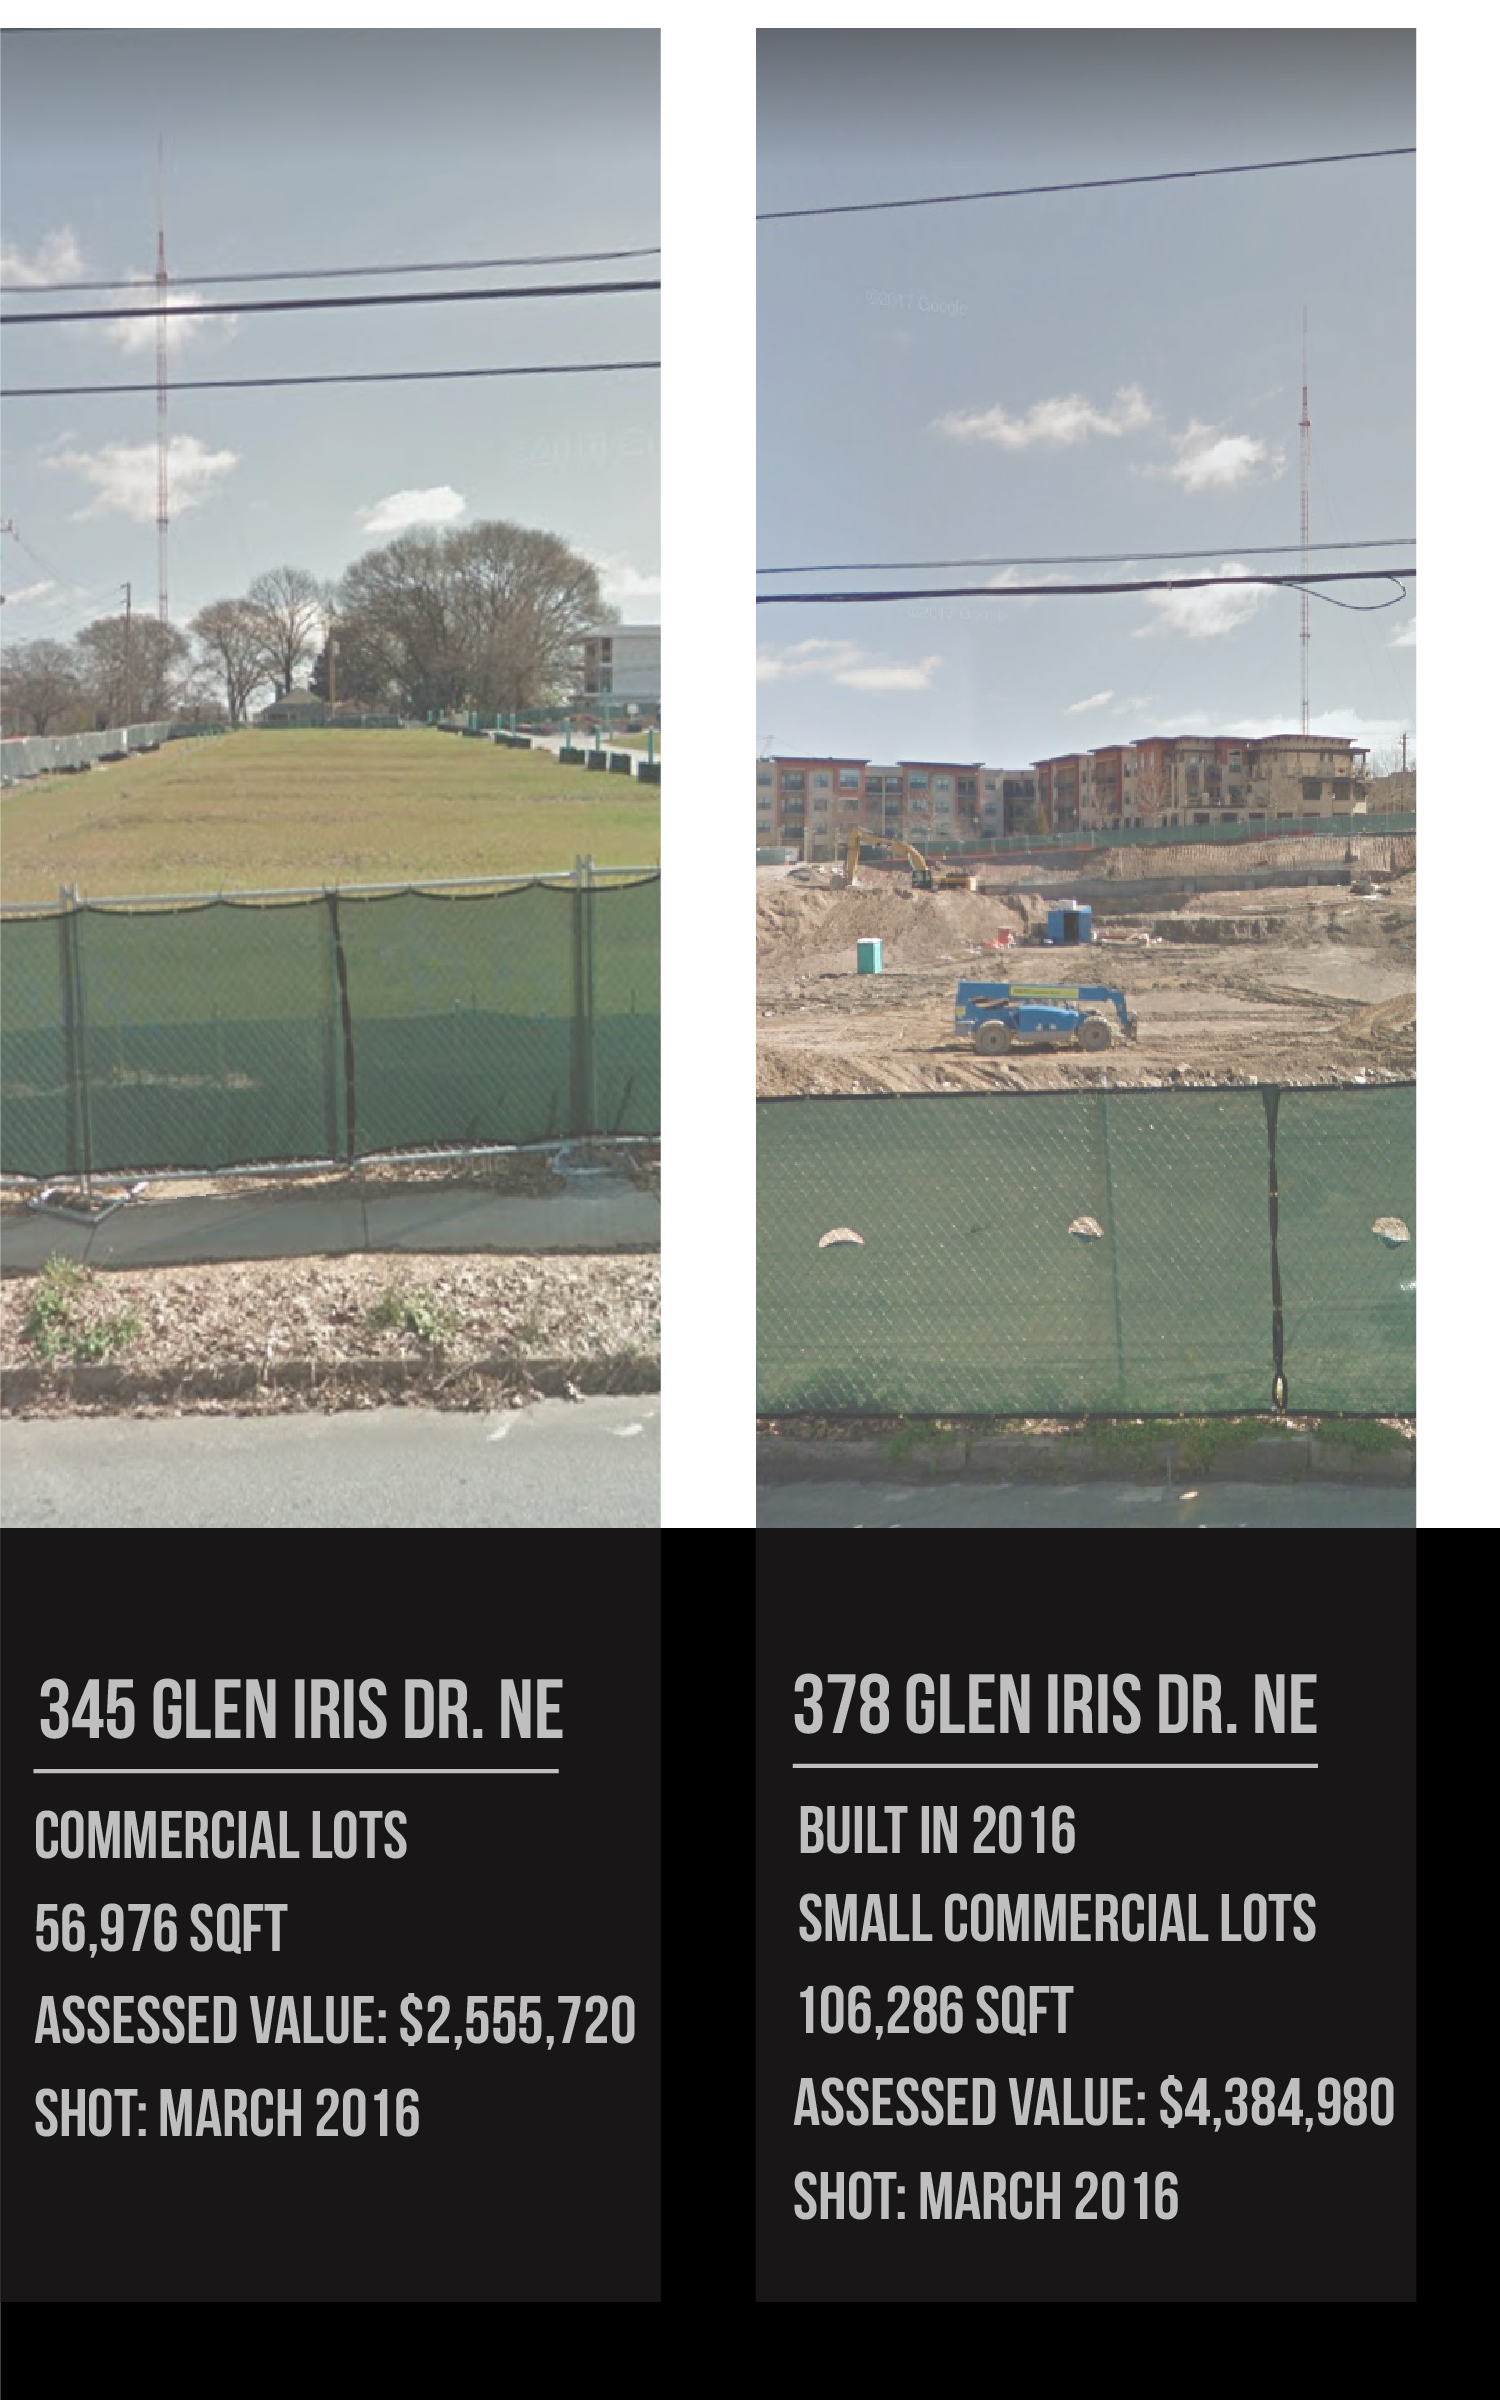 ©2017 Google
345 GLEN IRIS DR. NE
COMMERCIAL LOTS
56,976 SQFT
ASSESSED VALUE: $2,555,720
SHOT: MARCH 2016
378 GLEN IRIS DR. NE
BUILT IN 2016
SMALL COMMERCIAL LOTS
106,286 SQFT
ASSESSED VALUE: $4,384,980
SHOT: MARCH 2016